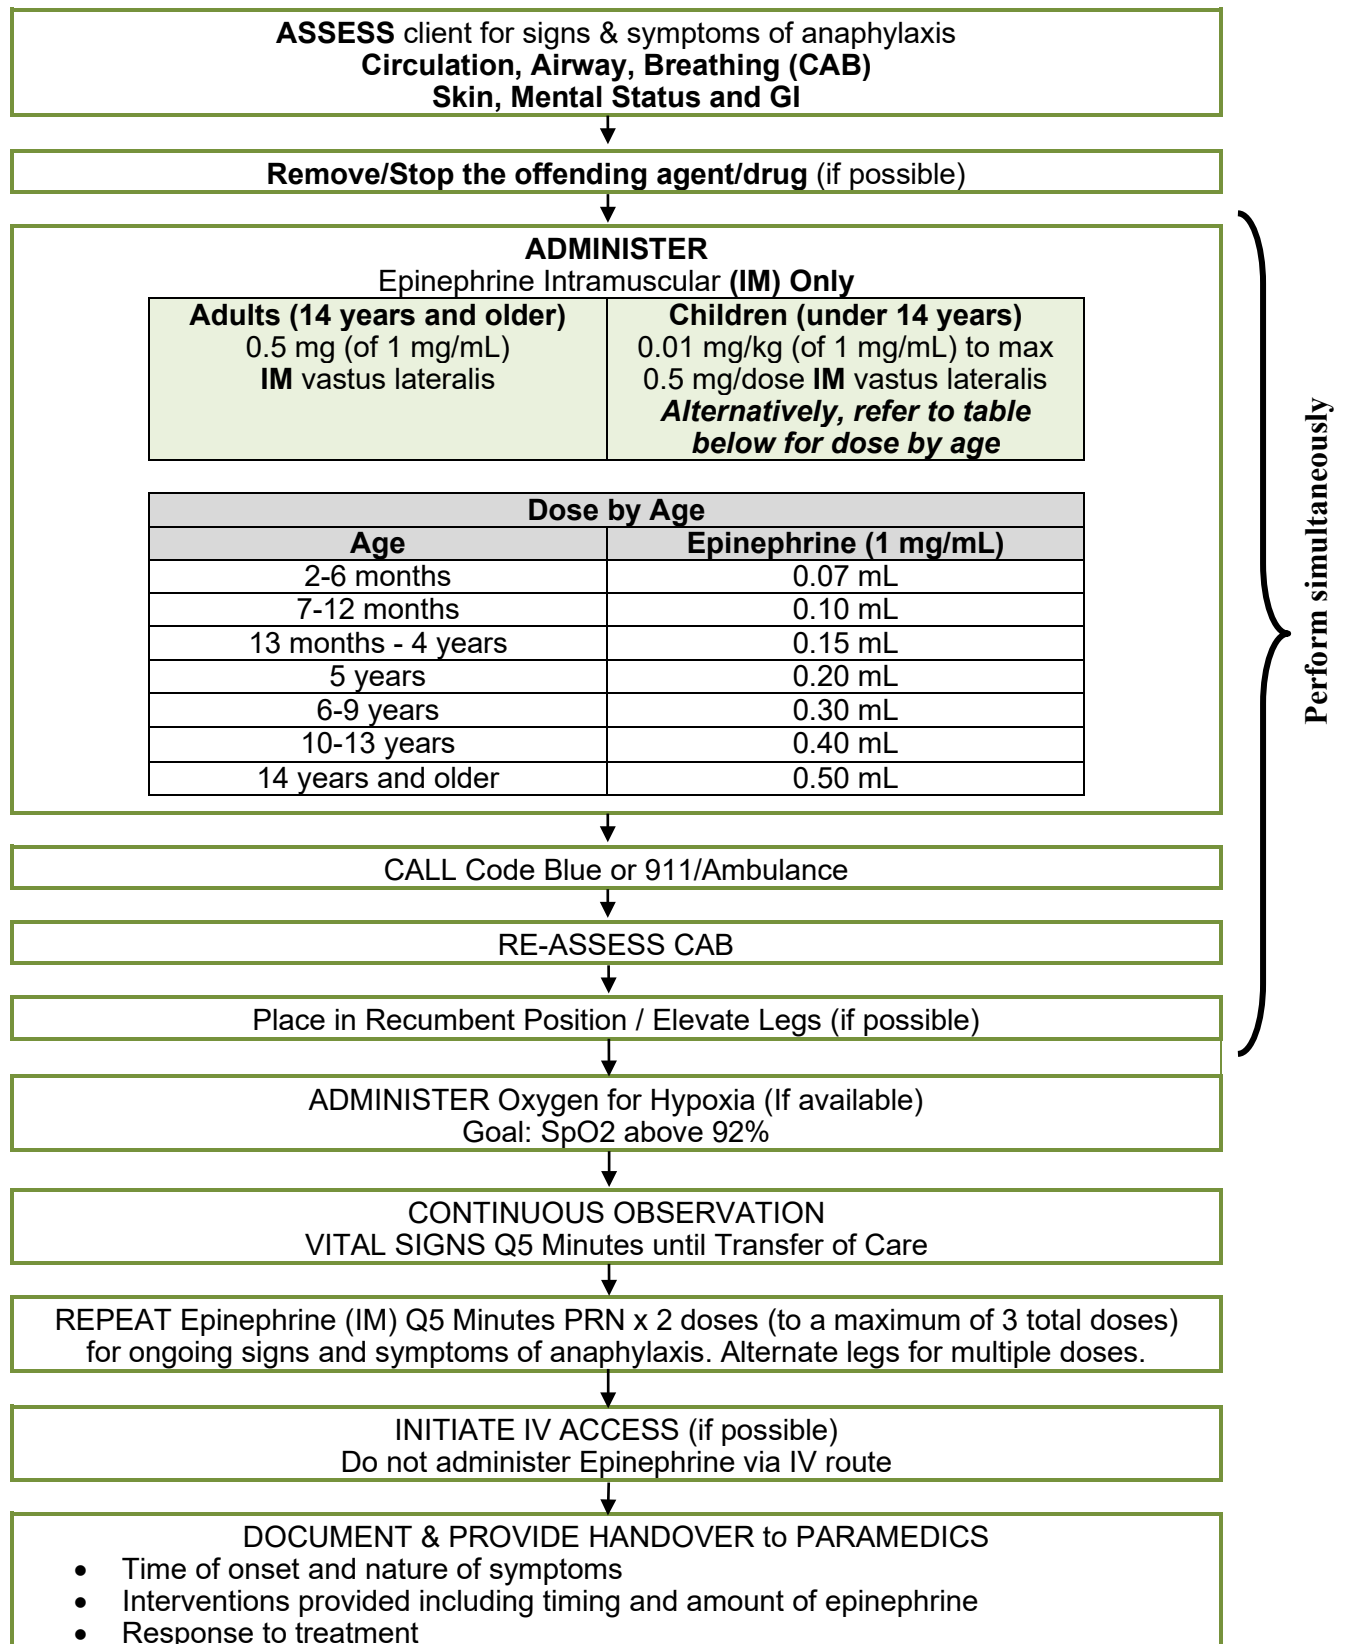 ASSESS client for signs & symptoms of anaphylaxis
Circulation, Airway, Breathing (CAB)
Skin, Mental Status and GI
Remove/Stop the offending agent/drug (if possible)
ADMINISTER
Epinephrine Intramuscular (IM) Only
Adults (14 years and older)
0.5 mg (of 1 mg/mL)
IM vastus lateralis
Children (under 14 years)
0.01 mg/kg (of 1 mg/mL) to max
0.5 mg/dose IM vastus lateralis
Alternatively, refer to table
below for dose by age
Dose by Age
Age Epinephrine (1 mg/mL)
2-6 months 0.07 mL
7-12 months 0.10 mL
13 months - 4 years 0.15 mL
5 years 0.20 mL
6-9 years 0.30 mL
10-13 years 0.40 mL
14 years and older 0.50 mL
Perform simultaneously
CALL Code Blue or 911/Ambulance
RE-ASSESS CAB
Place in Recumbent Position / Elevate Legs (if possible)
ADMINISTER Oxygen for Hypoxia (If available)
Goal: SpO2 above 92%
CONTINUOUS OBSERVATION
VITAL SIGNS Q5 Minutes until Transfer of Care
REPEAT Epinephrine (IM) Q5 Minutes PRN x 2 doses (to a maximum of 3 total doses)
for ongoing signs and symptoms of anaphylaxis. Alternate legs for multiple doses.
INITIATE IV ACCESS (if possible)
Do not administer Epinephrine via IV route
DOCUMENT & PROVIDE HANDOVER to PARAMEDICS
• Time of onset and nature of symptoms
• Interventions provided including timing and amount of epinephrine
• Response to treatment